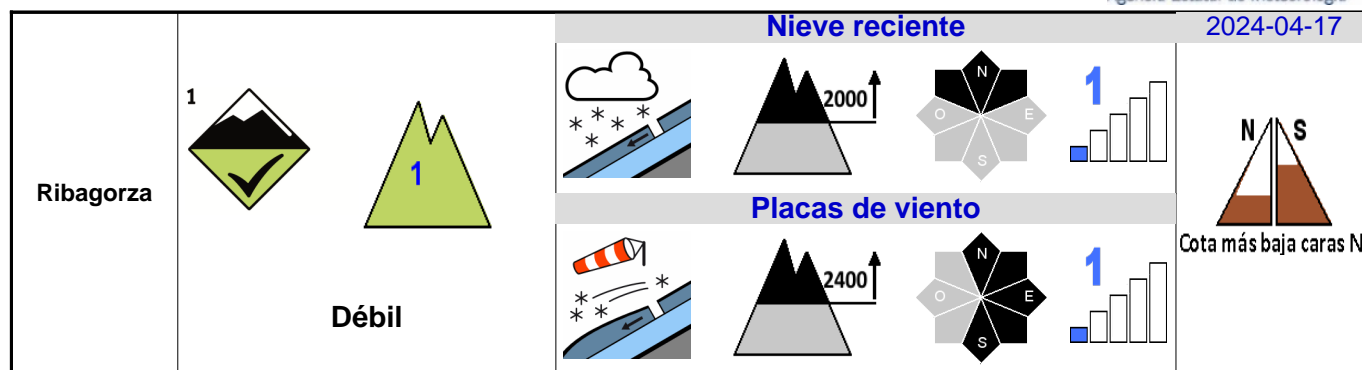 Nieve reciente
2024-04-17
1
2000
N
O
E
S
1
N
S
Ribagorza
1
Placas de viento
Cota más baja caras N
2400
N
O
E
S
1
Débil